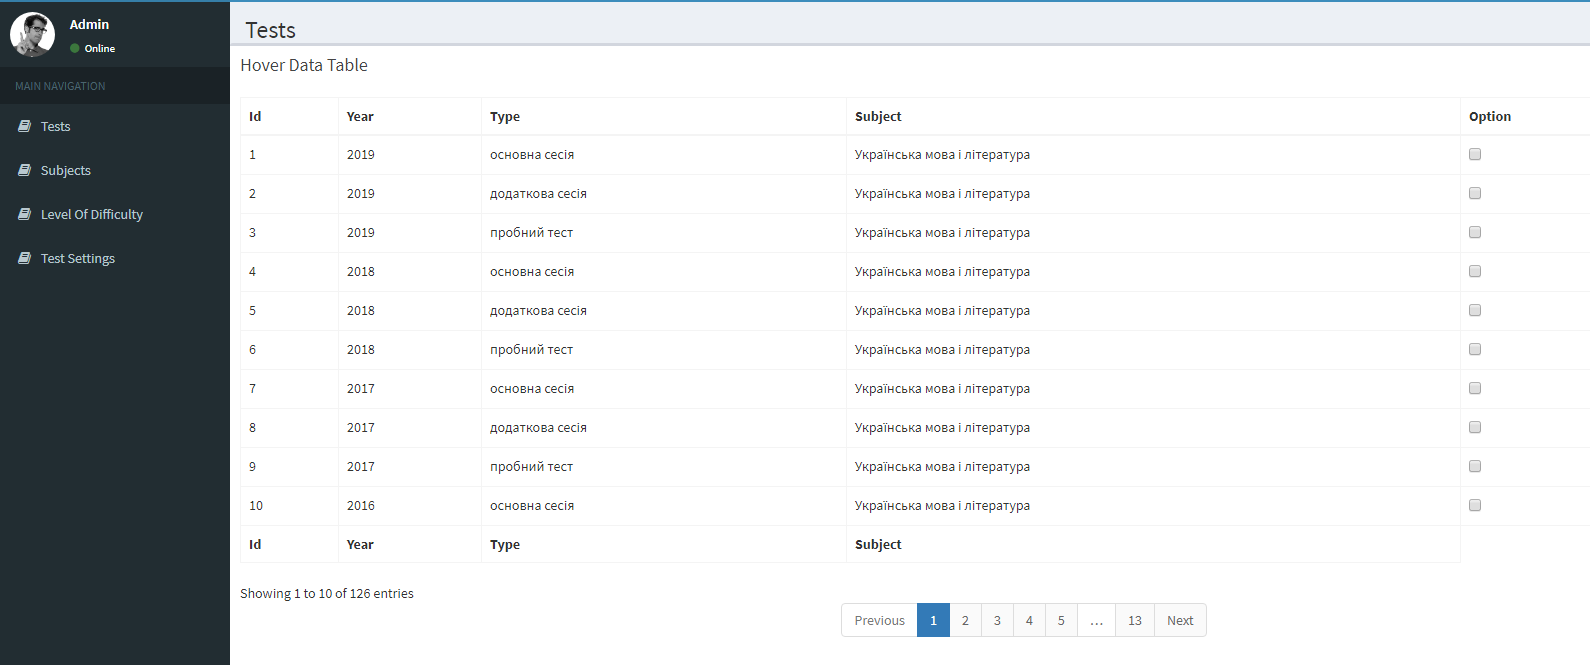 Admin
Online
MAIN NAVIGATION
Tests
Subjects
Level Of Difficulty
Test Settings
Tests
Hover Data Table
Id Year Type Subject Option
1 2019 основна сесія Українська мова і література
2 2019 додаткова сесія Українська мова і література
3 2019 пробний тест Українська мова і література
4 2018 основна сесія Українська мова і література
5 2018 додаткова сесія Українська мова і література
6 2018 пробний тест Українська мова і література
7 2017 основна сесія Українська мова і література
8 2017 додаткова сесія Українська мова і література
9 2017 пробний тест Українська мова і література
10 2016 основна сесія Українська мова і література
Id Year Type Subject
Showing 1 to 10 of 126 entries
Previous 1 2 3 4 5 … 13 Next